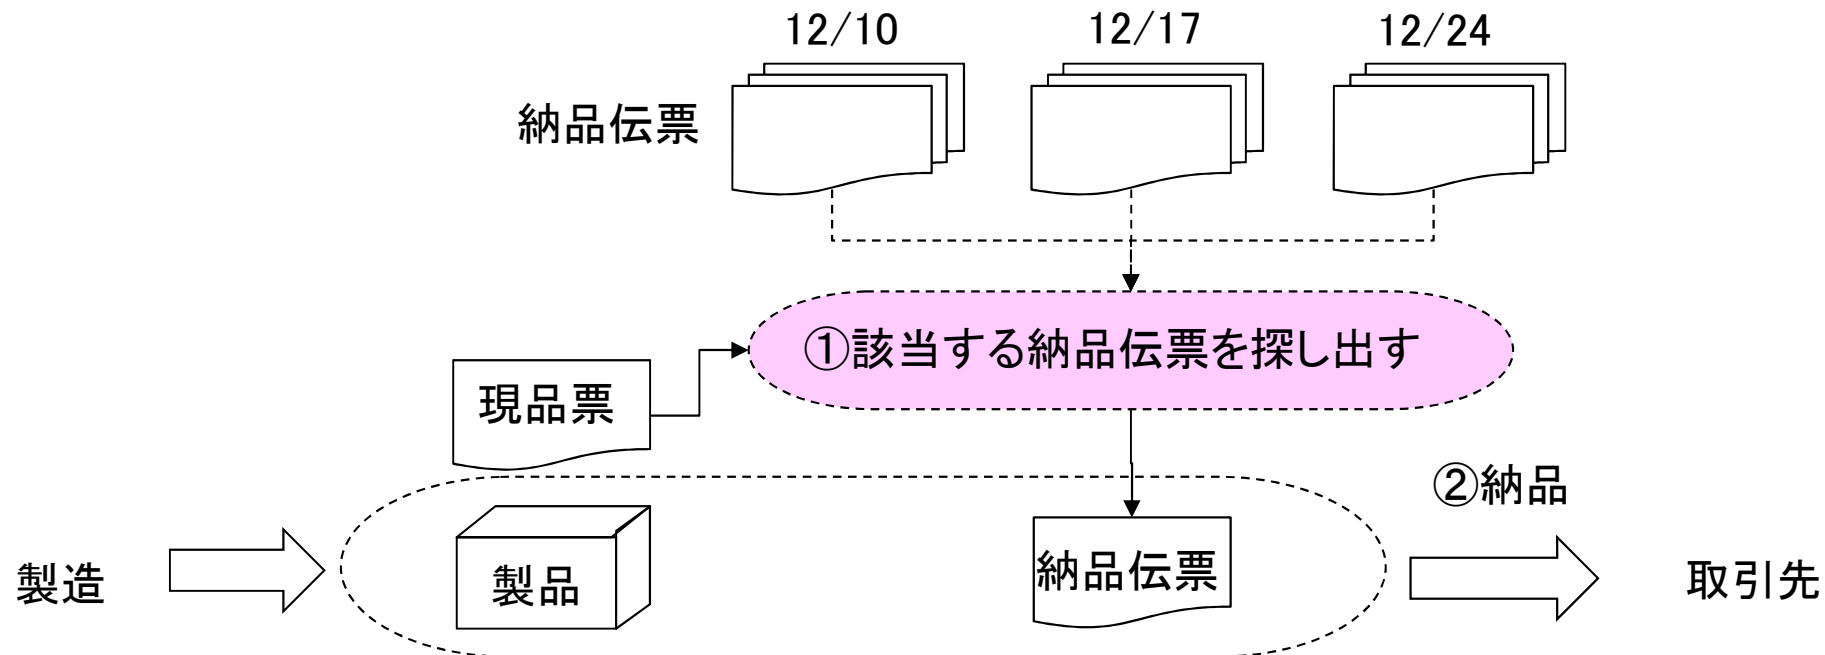 12/10
12/17
12/24
納品伝票
①該当する納品伝票を探し出す
現品票
②納品
製造
製品
納品伝票
取引先